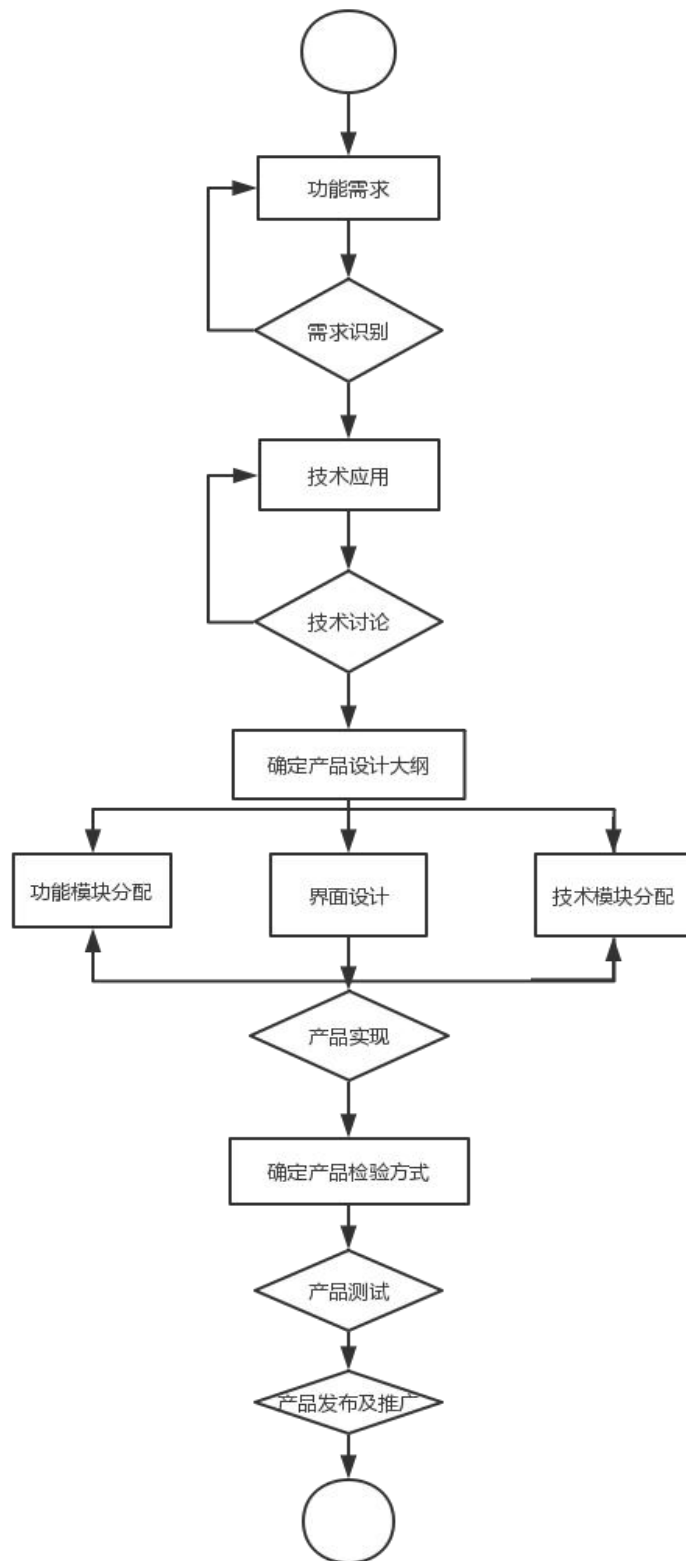 功能需求
需求识别
技术应用
技术讨论
确定产品设计大纲
功能模块分配
界面设计
技术模块分配
产品实现
确定产品检验方式
产品测试
产品发布及推广